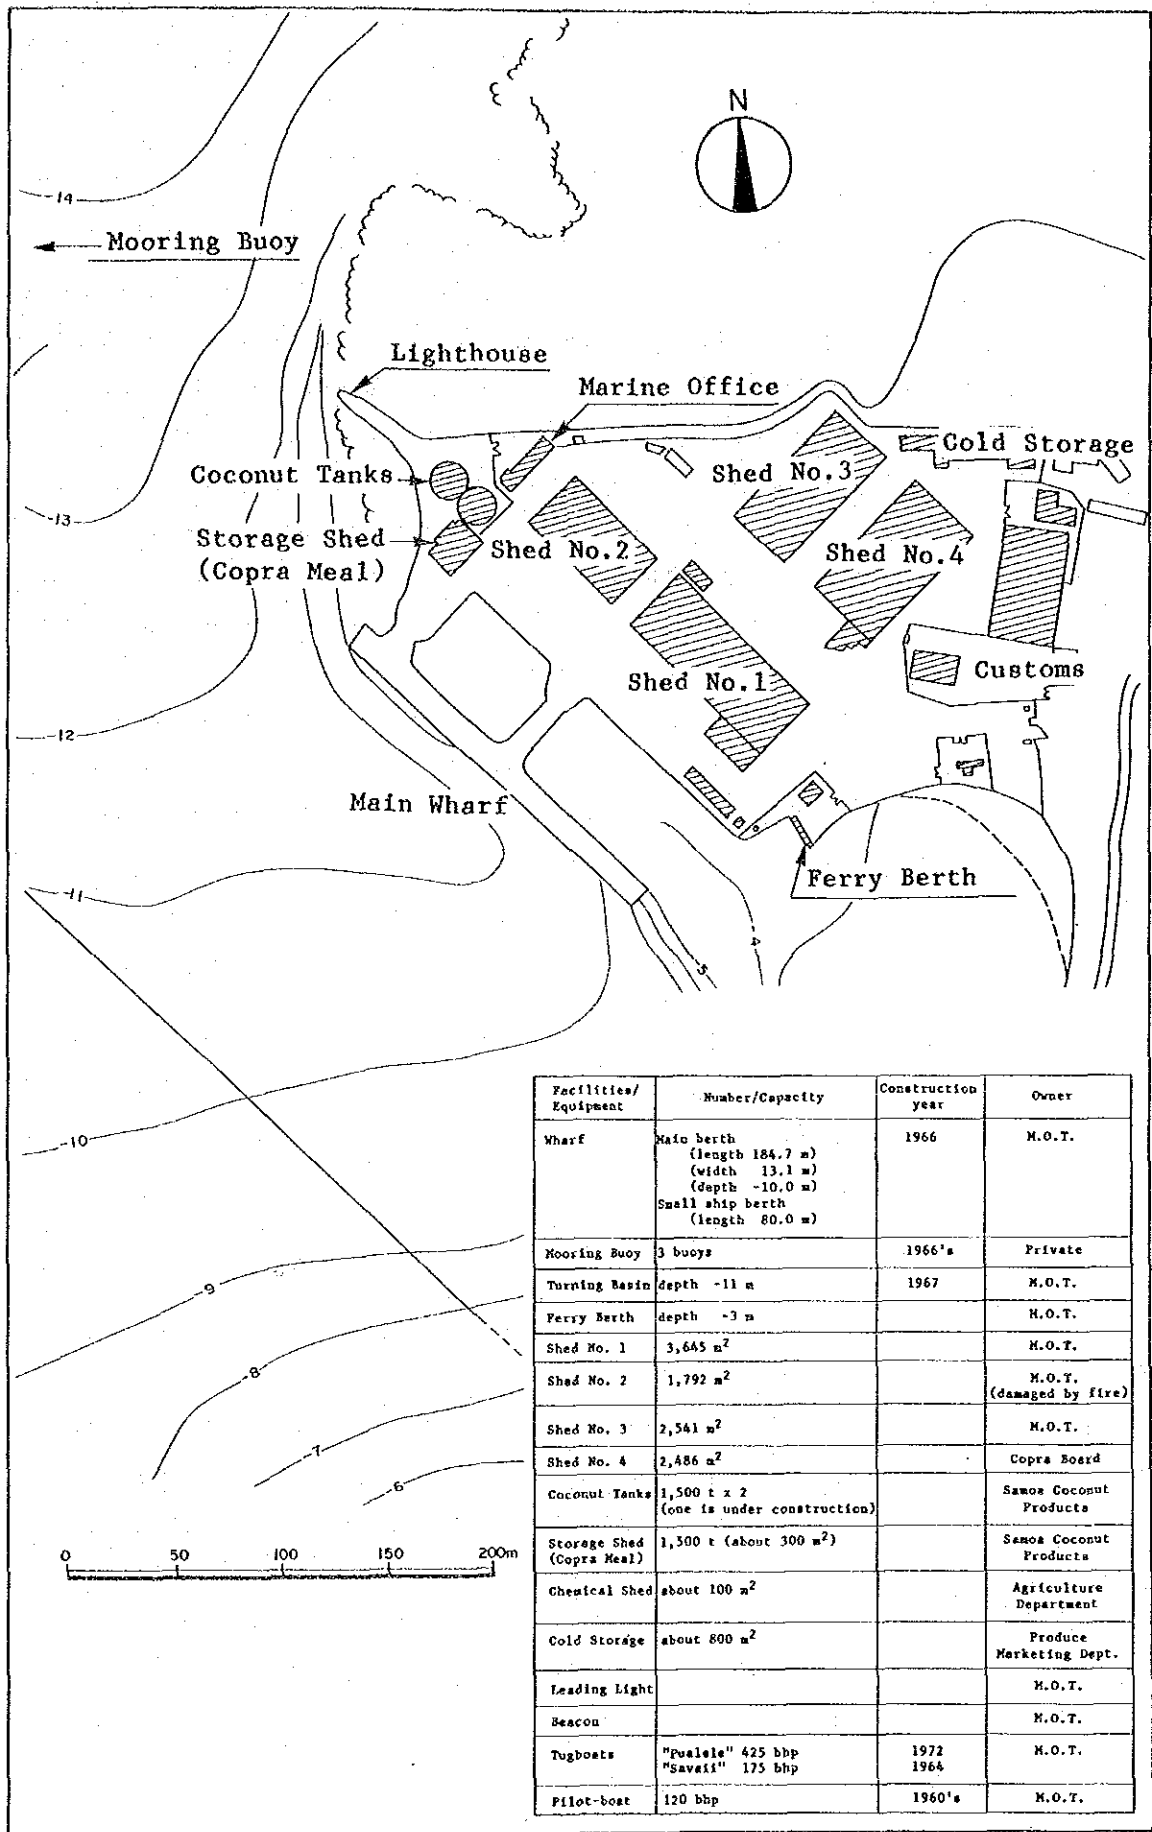 N
-14
Mooring Buoy
Lighthouse
Marine Office
Cold Storage
Shed No.3
Coconut Tanks
-13
Storage Shed
(Copra Meal)
Shed No.2
Shed No.4
Shed No.1
Customs
-12
Main Wharf
Ferry Berth
-11
-4
-5
-10
-9
-8
-7
-6
0 50 100 150 200m
Facilities/ Equipment Number/Capacity Construction year Owner
Wharf Main berth 1966 M.O.T.
(length 184.7 m)
(width 13.1 m)
(depth -10.0 m)
Small ship berth
(length 80.0 m)
Mooring Buoy 3 buoys 1966's Private
Turning Basin depth -11 m 1967 M.O.T.
Ferry Berth depth -3 m M.O.T.
Shed No. 1 3,645 m² M.O.T.
Shed No. 2 1,792 m² M.O.T.
(damaged by fire)
Shed No. 3 2,541 m² M.O.T.
Shed No. 4 2,486 m² Copra Board
Coconut Tanks 1,500 t x 2 Samoa Coconut
(one is under construction) Products
Storage Shed 1,500 t (about 300 m²) Samoa Coconut
(Copra Meal) Products
Chemical Shed about 100 m² Agriculture
Department
Cold Storage about 800 m² Produce
Marketing Dept.
Leading Light M.O.T.
Beacon M.O.T.
Tugboats "Pualele" 425 bhp 1972 M.O.T.
"Savaii" 175 bhp 1964
Pilot-boat 120 bhp 1960's M.O.T.